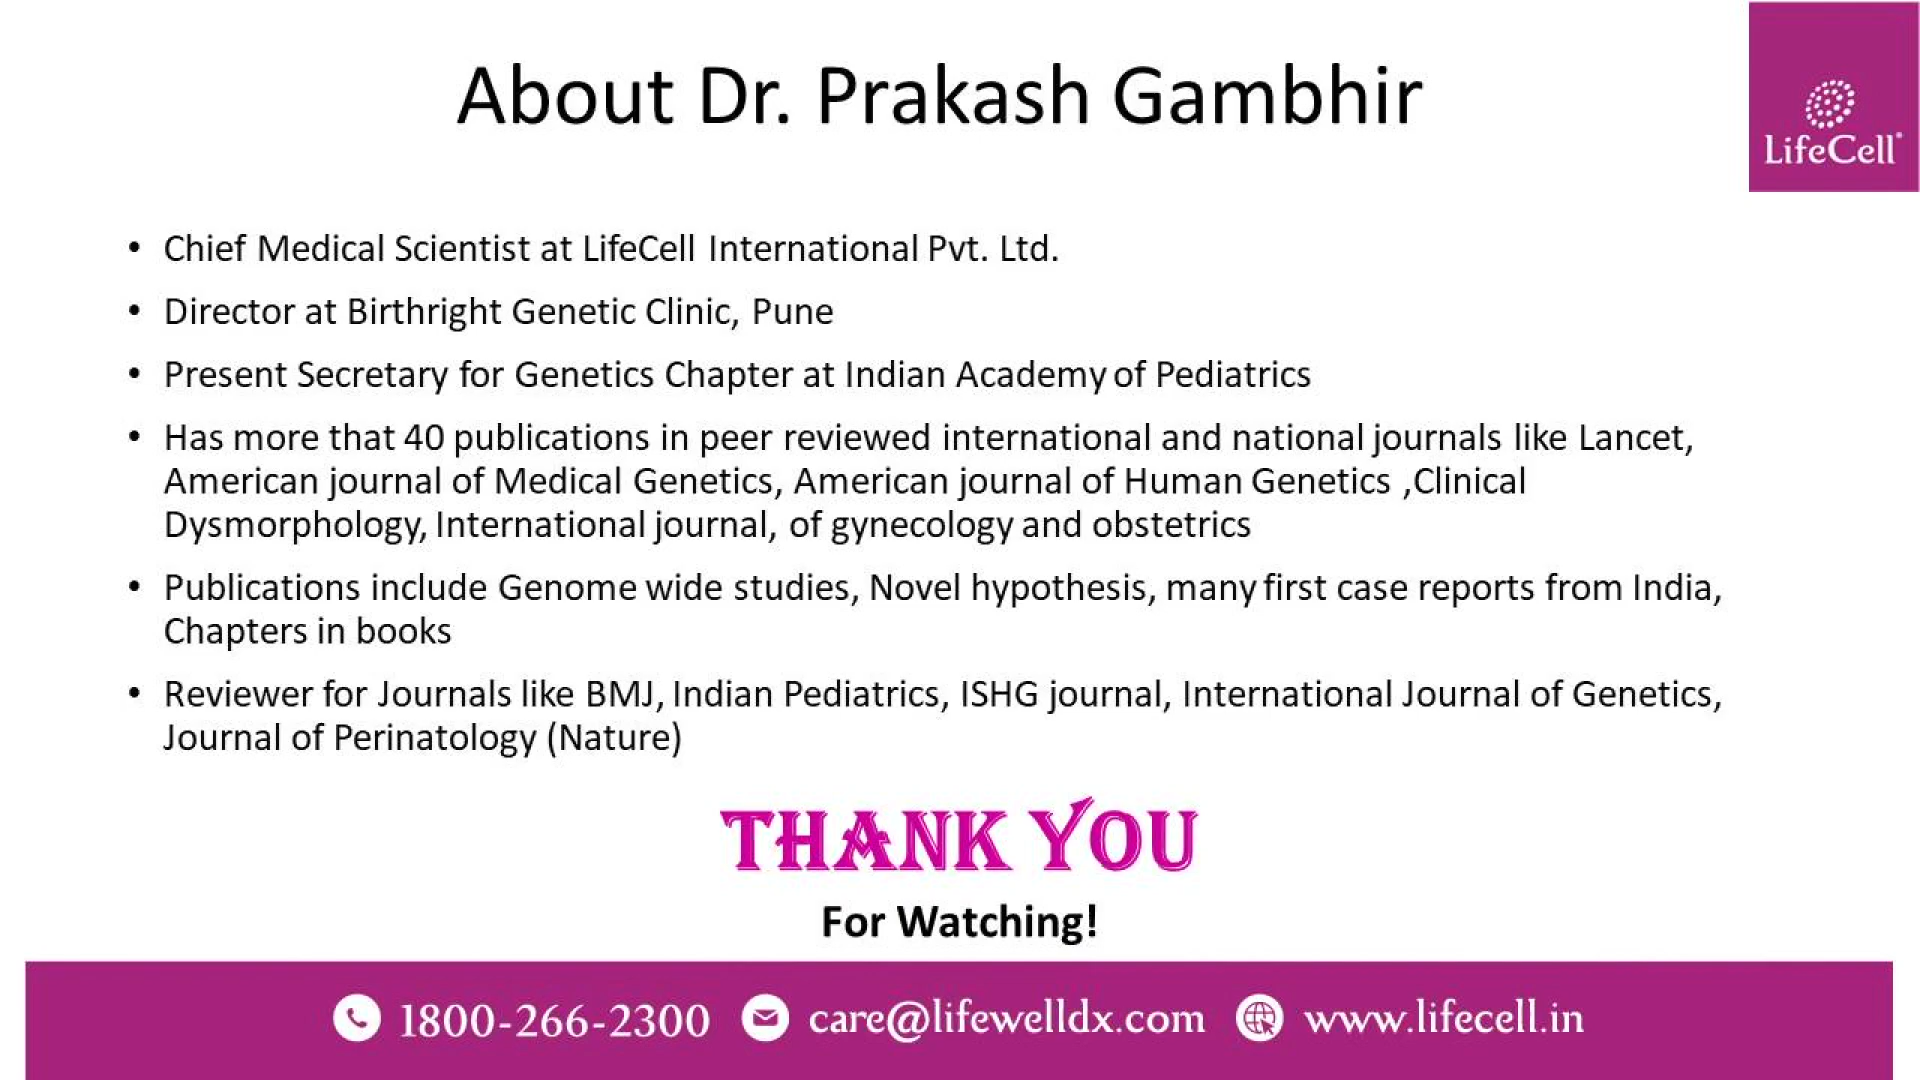 About Dr. Prakash Gambhir
LifeCell®
• Chief Medical Scientist at LifeCell International Pvt. Ltd.
• Director at Birthright Genetic Clinic, Pune
• Present Secretary for Genetics Chapter at Indian Academy of Pediatrics
• Has more that 40 publications in peer reviewed international and national journals like Lancet,
American journal of Medical Genetics, American journal of Human Genetics ,Clinical
Dysmorphology, International journal, of gynecology and obstetrics
• Publications include Genome wide studies, Novel hypothesis, many first case reports from India,
Chapters in books
• Reviewer for Journals like BMJ, Indian Pediatrics, ISHG journal, International Journal of Genetics,
Journal of Perinatology (Nature)
THANK YOU
For Watching!
1800-266-2300 care@lifewelldx.com www.lifecell.in